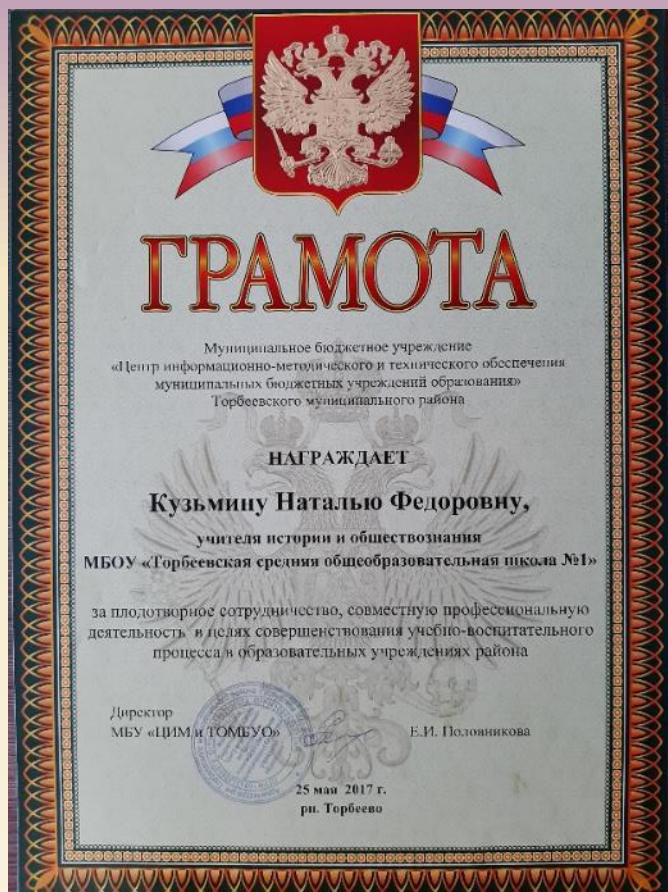 ГРАМОТА
Муниципальное бюджетное учреждение
«Центр информационно-методического и технического обеспечения
муниципальных бюджетных учреждений образования»
Торбеевского муниципального района
НАГРАЖДАЕТ
Кузьмину Наталью Федоровну,
учителя истории и обществознания
МБОУ «Торбеевская средняя общеобразовательная школа №1»
за плодотворное сотрудничество, совместную профессиональную
деятельность в целях совершенствования учебно-воспитательного
процесса в образовательных учреждениях района
Директор
МБУ «ЦИМ и ТОМБУО» Е.И. Половникова
25 мая 2017 г.
рп. Торбеево